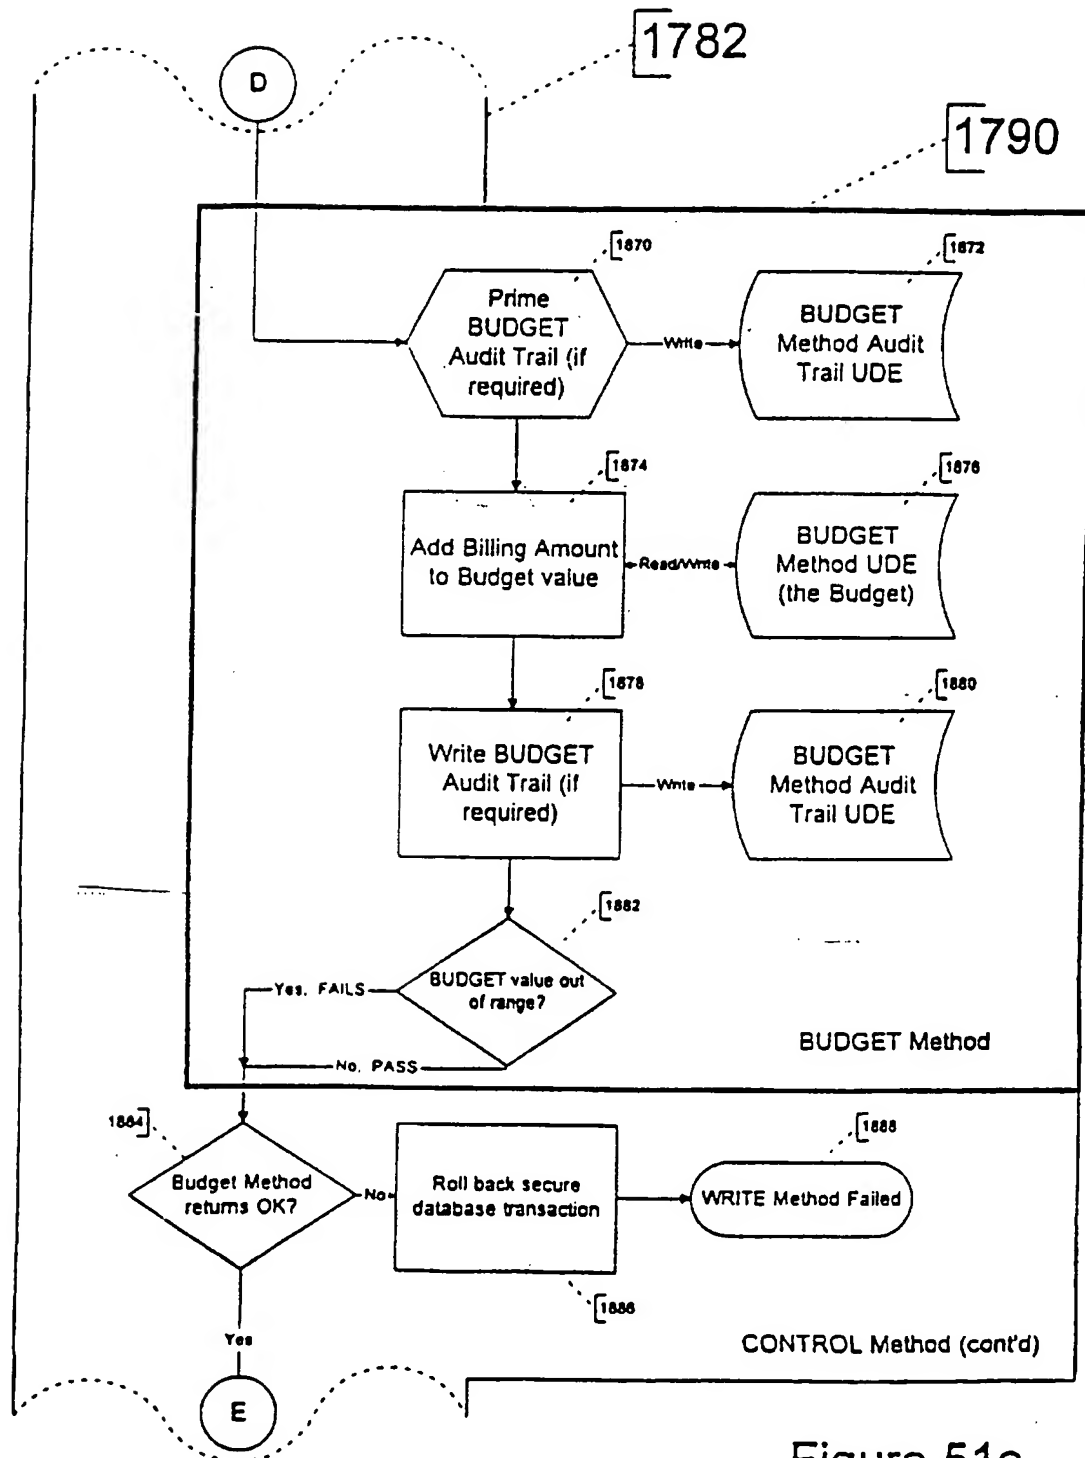 1782
D
1790
1870
1872
Prime
BUDGET
Audit Trail (if
required)
Write
BUDGET
Method Audit
Trail UDE
1874
1876
Add Billing Amount
to Budget value
Read/Write
BUDGET
Method UDE
(the Budget)
1878
1880
Write BUDGET
Audit Trail (if
required)
Write
BUDGET
Method Audit
Trail UDE
1882
BUDGET value out
of range?
Yes, FAILS
No, PASS
BUDGET Method
1884
1888
Budget Method
returns OK?
No
Roll back secure
database transaction
WRITE Method Failed
1886
Yes
CONTROL Method (cont'd)
E